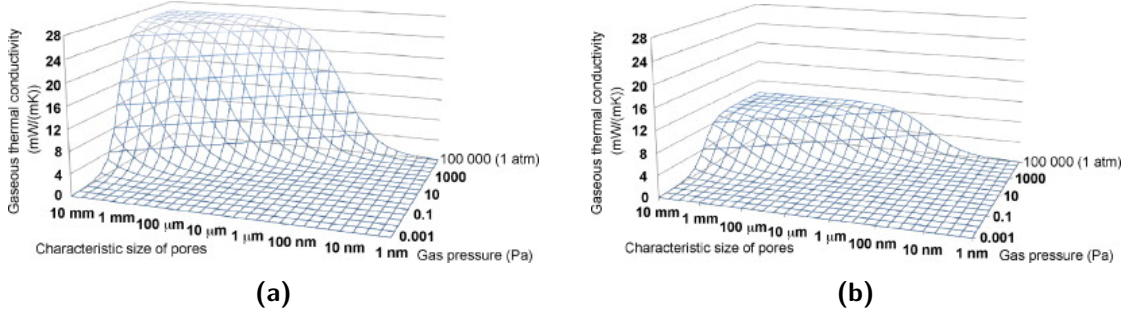 Gaseous thermal conductivity
(mW/(mK))
28
24
20
16
12
8
4
0
10 mm
1 mm
100 μm
10 μm
1 μm
100 nm
10 nm
1 nm
Characteristic size of pores
100 000 (1 atm)
1000
10
0.1
0.001
Gas pressure (Pa)
(a)
Gaseous thermal conductivity
(mW/(mK))
28
24
20
16
12
8
4
0
10 mm
1 mm
100 μm
10 μm
1 μm
100 nm
10 nm
1 nm
Characteristic size of pores
100 000 (1 atm)
1000
10
0.1
0.001
Gas pressure (Pa)
(b)